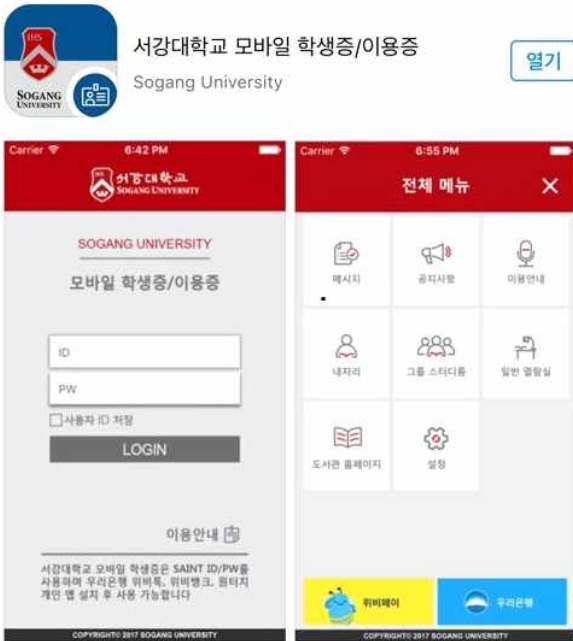 IHS
SOGANG
UNIVERSITY
서강대학교 모바일 학생증/이용증
Sogang University
열기
Carrier
6:42 PM
서강대학교
SOGANG UNIVERSITY
SOGANG UNIVERSITY
모바일 학생증/이용증
ID
PW
사용자 ID 저장
LOGIN
이용안내
서강대학교 모바일 학생증은 SAINT ID/PW를
사용하며 우리은행 위비톡, 위비뱅크, 원터치
개인 앱 설치 후 사용 가능합니다
COPYRIGHT© 2017 SOGANG UNIVERSITY
Carrier
6:55 PM
전체 메뉴
메시지
공지사항
이용안내
내자리
그룹 스터디룸
일반 열람실
도서관 홈페이지
설정
위비페이
우리은행
COPYRIGHT© 2017 SOGANG UNIVERSITY